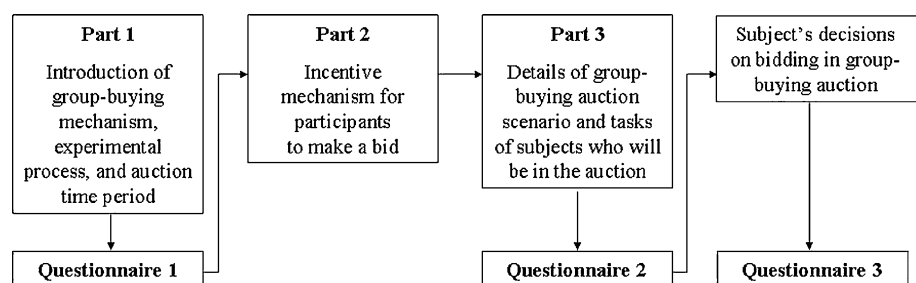 Part 1
Introduction of
group-buying
mechanism,
experimental
process, and auction
time period
Questionnaire 1
Part 2
Incentive
mechanism for
participants
to make a bid
Part 3
Details of group-
buying auction
scenario and tasks
of subjects who will
be in the auction
Questionnaire 2
Subject’s decisions
on bidding in group-
buying auction
Questionnaire 3